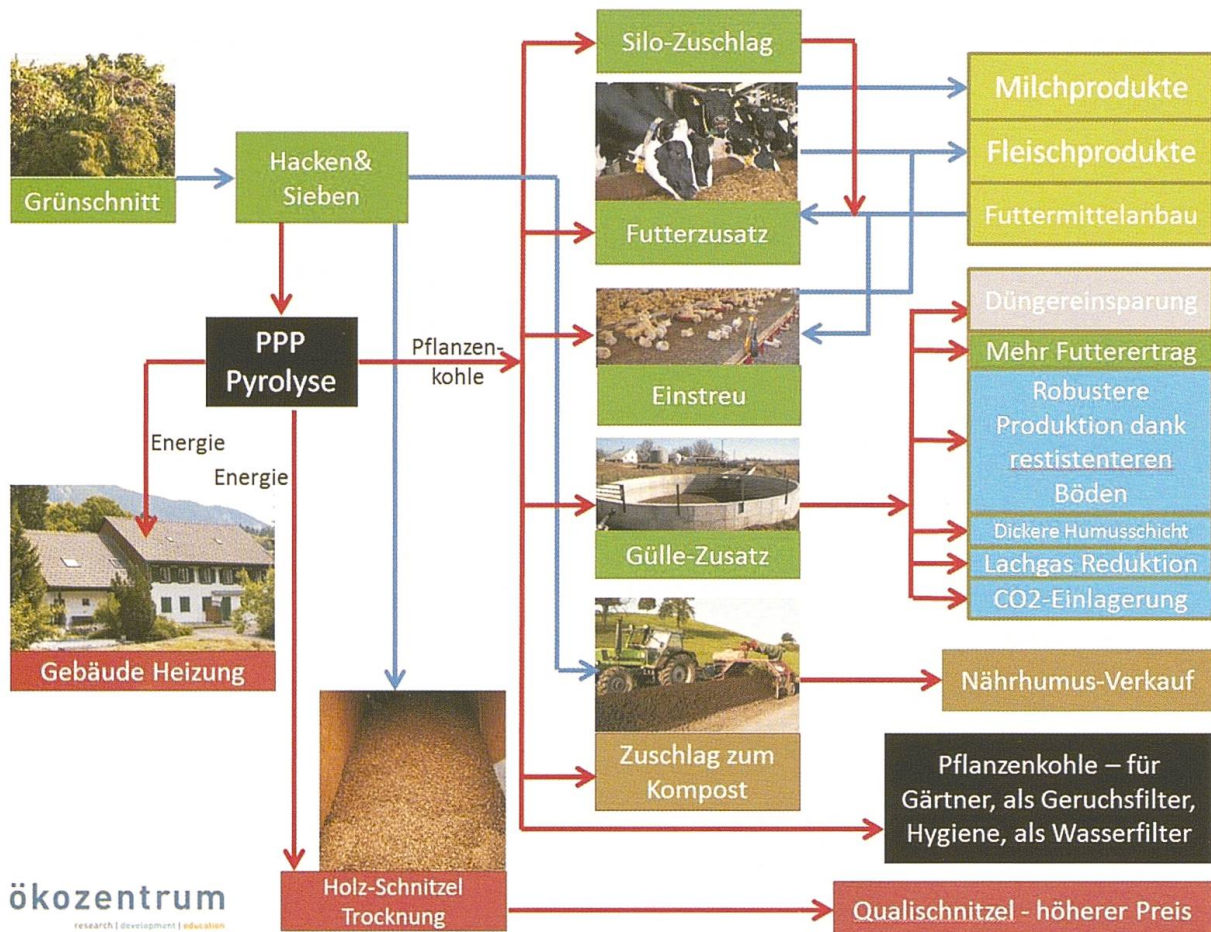 Silo-Zuschlag
Milchprodukte
Fleischprodukte
Futtermittelanbau
Grünschnitt
Hacken&
Sieben
Futterzusatz
PPP
Pyrolyse
Pflanzen-
kohle
Einstreu
Düngereinsparung
Mehr Futterertrag
Robustere
Produktion dank
restistenteren
Böden
Dickere Humusschicht
Lachgas Reduktion
CO2-Einlagerung
Energie
Energie
Gülle-Zusatz
Gebäude Heizung
Zuschlag zum
Kompost
Nährhumus-Verkauf
Pflanzenkohle – für
Gärtner, als Geruchsfilter,
Hygiene, als Wasserfilter
Holz-Schnitzel
Trocknung
Qualischnitzel - höherer Preis
ökozentrum
research | development | education